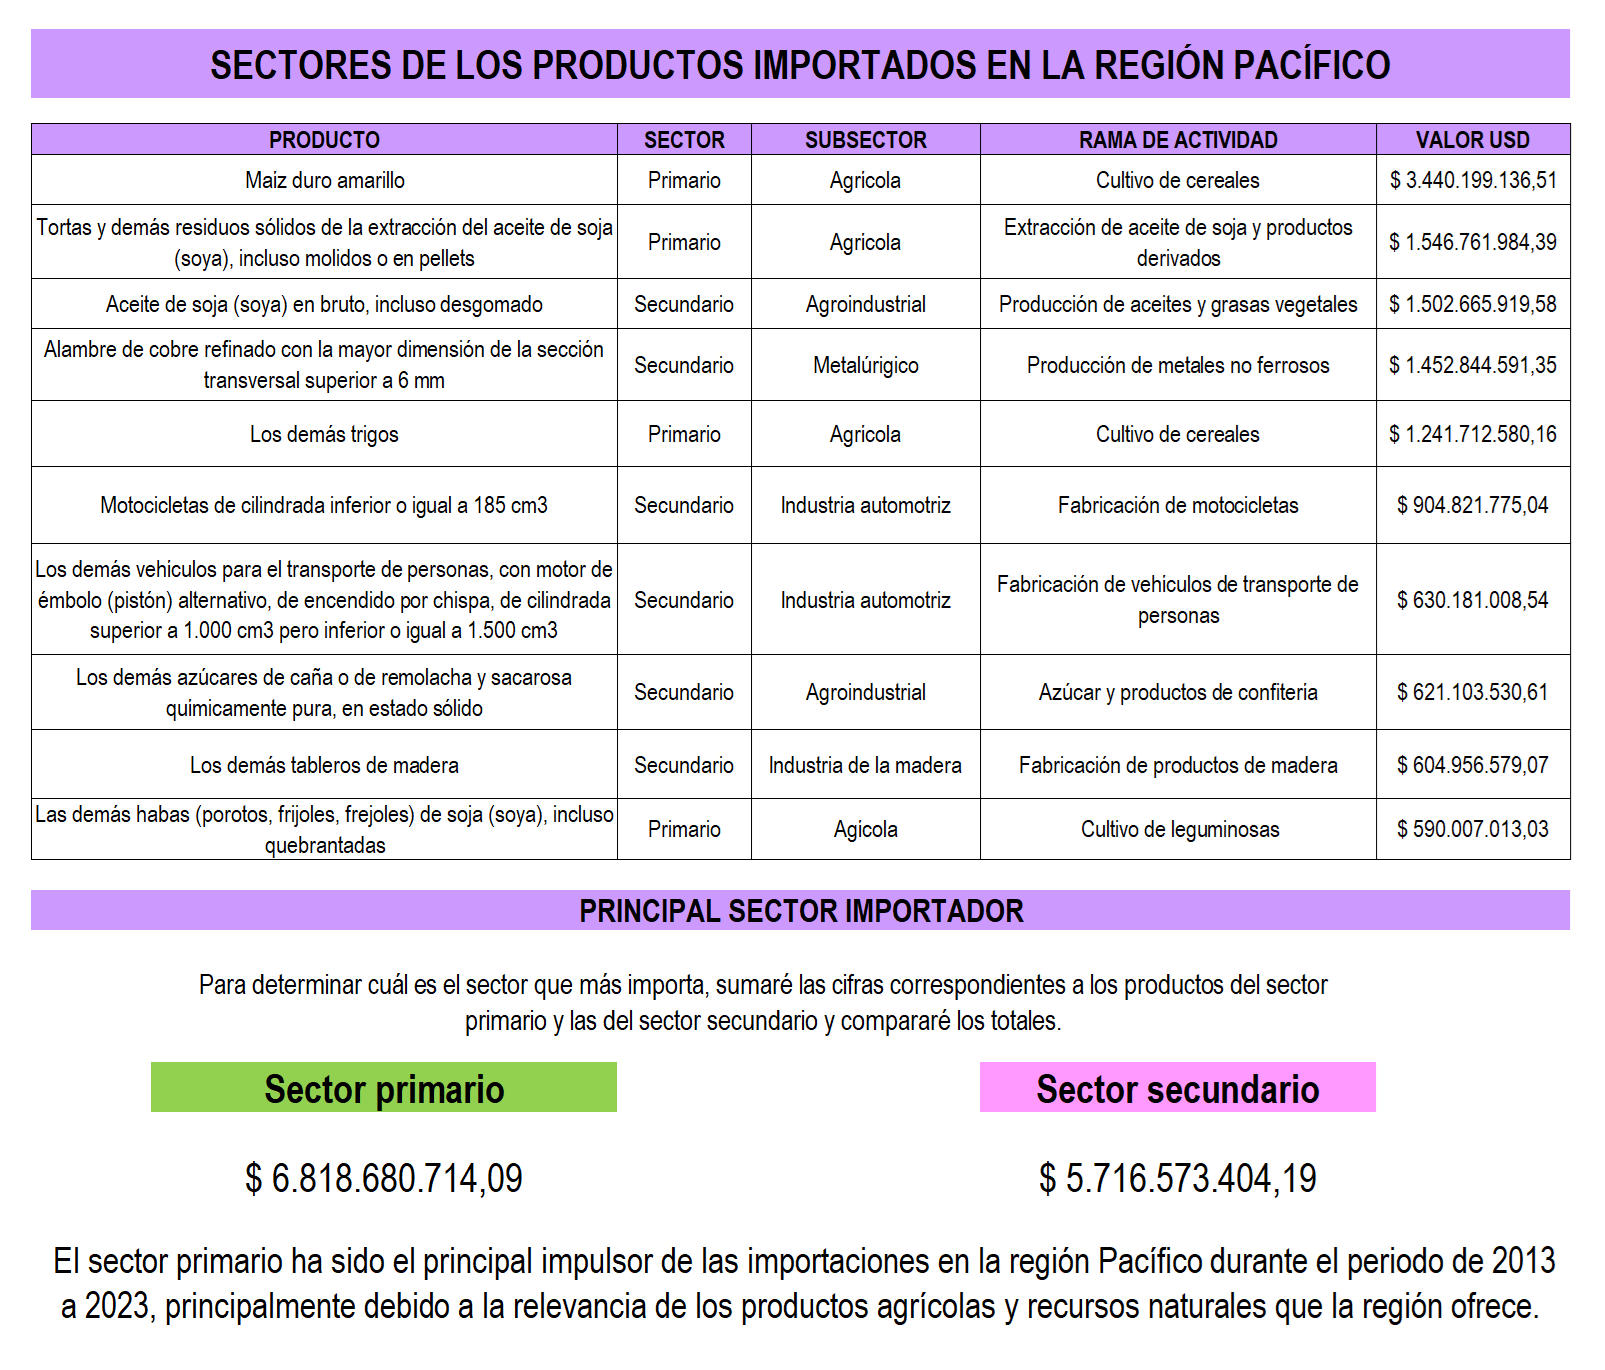 SECTORES DE LOS PRODUCTOS IMPORTADOS EN LA REGIÓN PACÍFICO
PRODUCTO SECTOR SUBSECTOR RAMA DE ACTIVIDAD VALOR USD
Maíz duro amarillo Primario Agrícola Cultivo de cereales $ 3.440.199.136,51
Tortas y demás residuos sólidos de la extracción del aceite de soja
(soya), incluso molidos o en pellets
Primario Agrícola
Extracción de aceite de soja y productos
derivados
$ 1.546.761.984,39
Aceite de soja (soya) en bruto, incluso desgomado Secundario Agroindustrial Producción de aceites y grasas vegetales $ 1.502.665.919,58
Alambre de cobre refinado con la mayor dimensión de la sección
transversal superior a 6 mm
Secundario Metalúrigico Producción de metales no ferrosos $ 1.452.844.591,35
Los demás trigos Primario Agrícola Cultivo de cereales $ 1.241.712.580,16
Motocicletas de cilindrada inferior o igual a 185 cm3 Secundario Industria automotriz Fabricación de motocicletas $ 904.821.775,04
Los demás vehículos para el transporte de personas, con motor de
émbolo (pistón) alternativo, de encendido por chispa, de cilindrada
superior a 1.000 cm3 pero inferior o igual a 1.500 cm3
Secundario Industria automotriz
Fabricación de vehículos de transporte de
personas
$ 630.181.008,54
Los demás azúcares de caña o de remolacha y sacarosa
químicamente pura, en estado sólido
Secundario Agroindustrial Azúcar y productos de confitería $ 621.103.530,61
Los demás tableros de madera Secundario Industria de la madera Fabricación de productos de madera $ 604.956.579,07
Las demás habas (porotos, frijoles, frejoles) de soja (soya), incluso
quebrantadas
Primario Agícola Cultivo de leguminosas $ 590.007.013,03
PRINCIPAL SECTOR IMPORTADOR
Para determinar cuál es el sector que más importa, sumaré las cifras correspondientes a los productos del sector
primario y las del sector secundario y compararé los totales.
Sector primario Sector secundario
$ 6.818.680.714,09 $ 5.716.573.404,19
El sector primario ha sido el principal impulsor de las importaciones en la región Pacífico durante el periodo de 2013
a 2023, principalmente debido a la relevancia de los productos agrícolas y recursos naturales que la región ofrece.